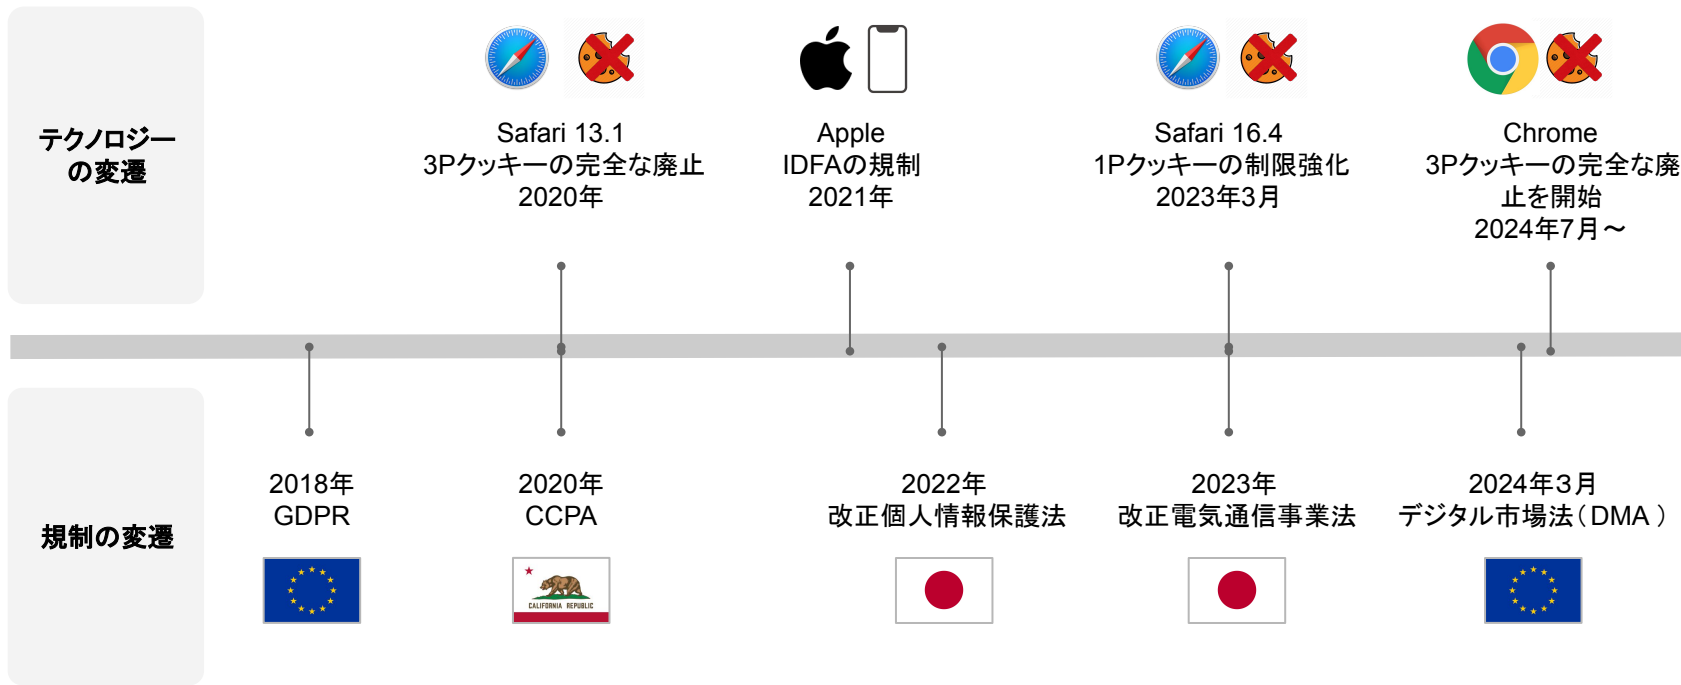 テクノロジー
の変遷
Safari 13.1
3Pクッキーの完全な廃止
2020年
Apple
IDFAの規制
2021年
Safari 16.4
1Pクッキーの制限強化
2023年3月
Chrome
3Pクッキーの完全な廃
止を開始
2024年7月～
規制の変遷
2018年
GDPR
2020年
CCPA
CALIFORNIA REPUBLIC
2022年
改正個人情報保護法
2023年
改正電気通信事業法
2024年３月
デジタル市場法（DMA ）